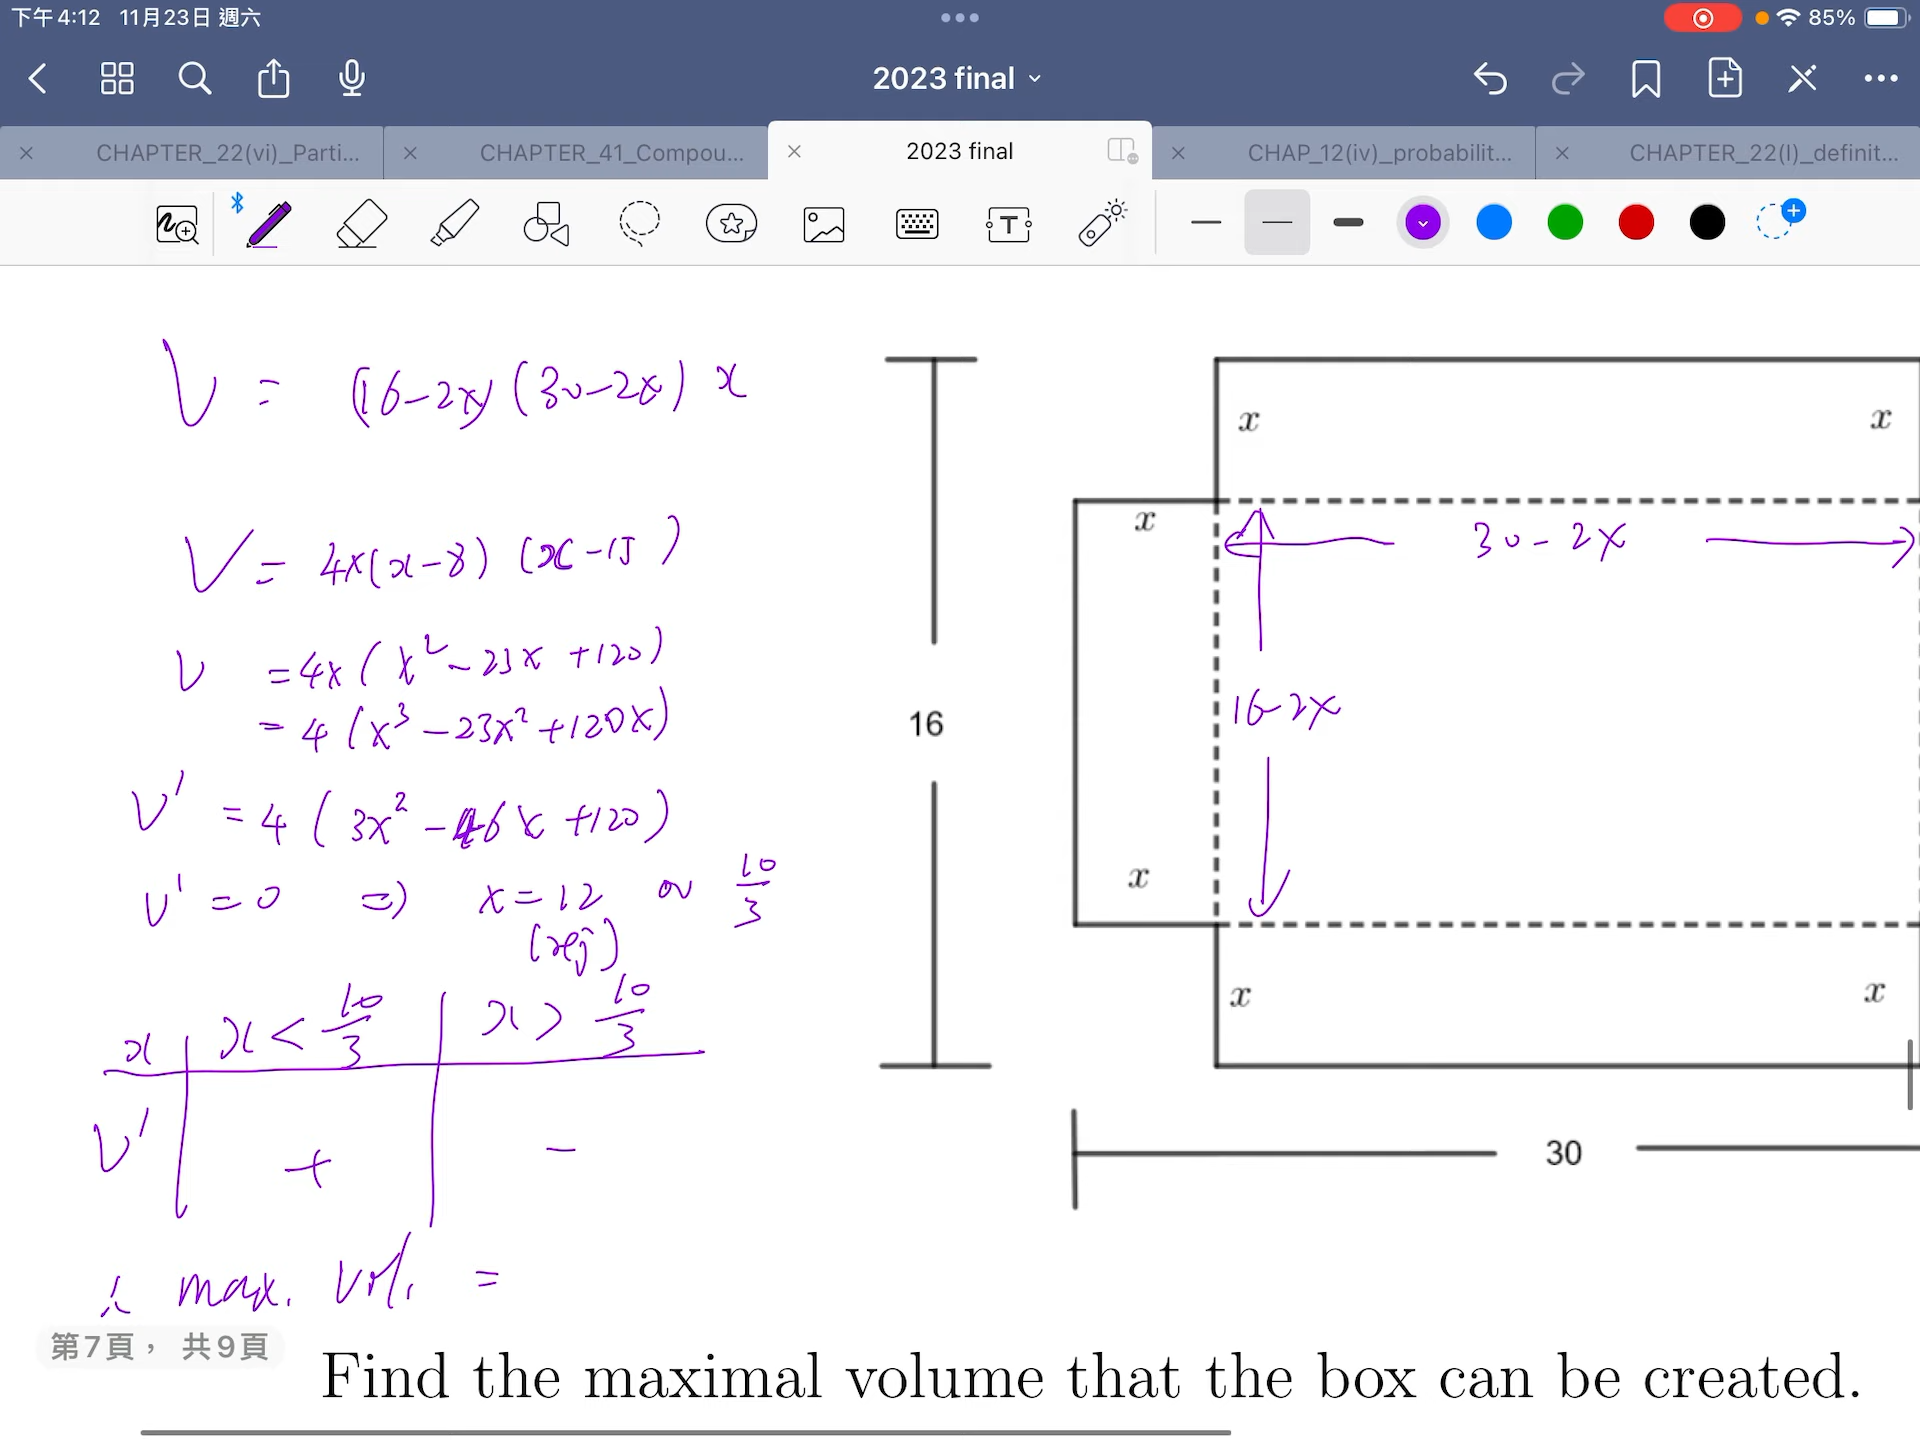 下午4:12 11月23日 週六
85%
2023 final
CHAPTER_22(vi)_Parti...
CHAPTER_41_Compou...
2023 final
CHAP_12(iv)_probabilit...
CHAPTER_22(I)_definit...
V = (16-2x)(30-2x) x
V = 4x(x-8) (x-15)
V = 4x(x²-23x+120)
= 4(x³-23x²+120x)
V' = 4(3x²-46x+120)
V' = 0 => x = 12 or 10/3
(rej)
x | x < 10/3 | x > 10/3
V' | + | -
∴ max. vol. =
x x
x
30-2x
16
16-2x
x
x x
30
第7頁， 共9頁
Find the maximal volume that the box can be created.